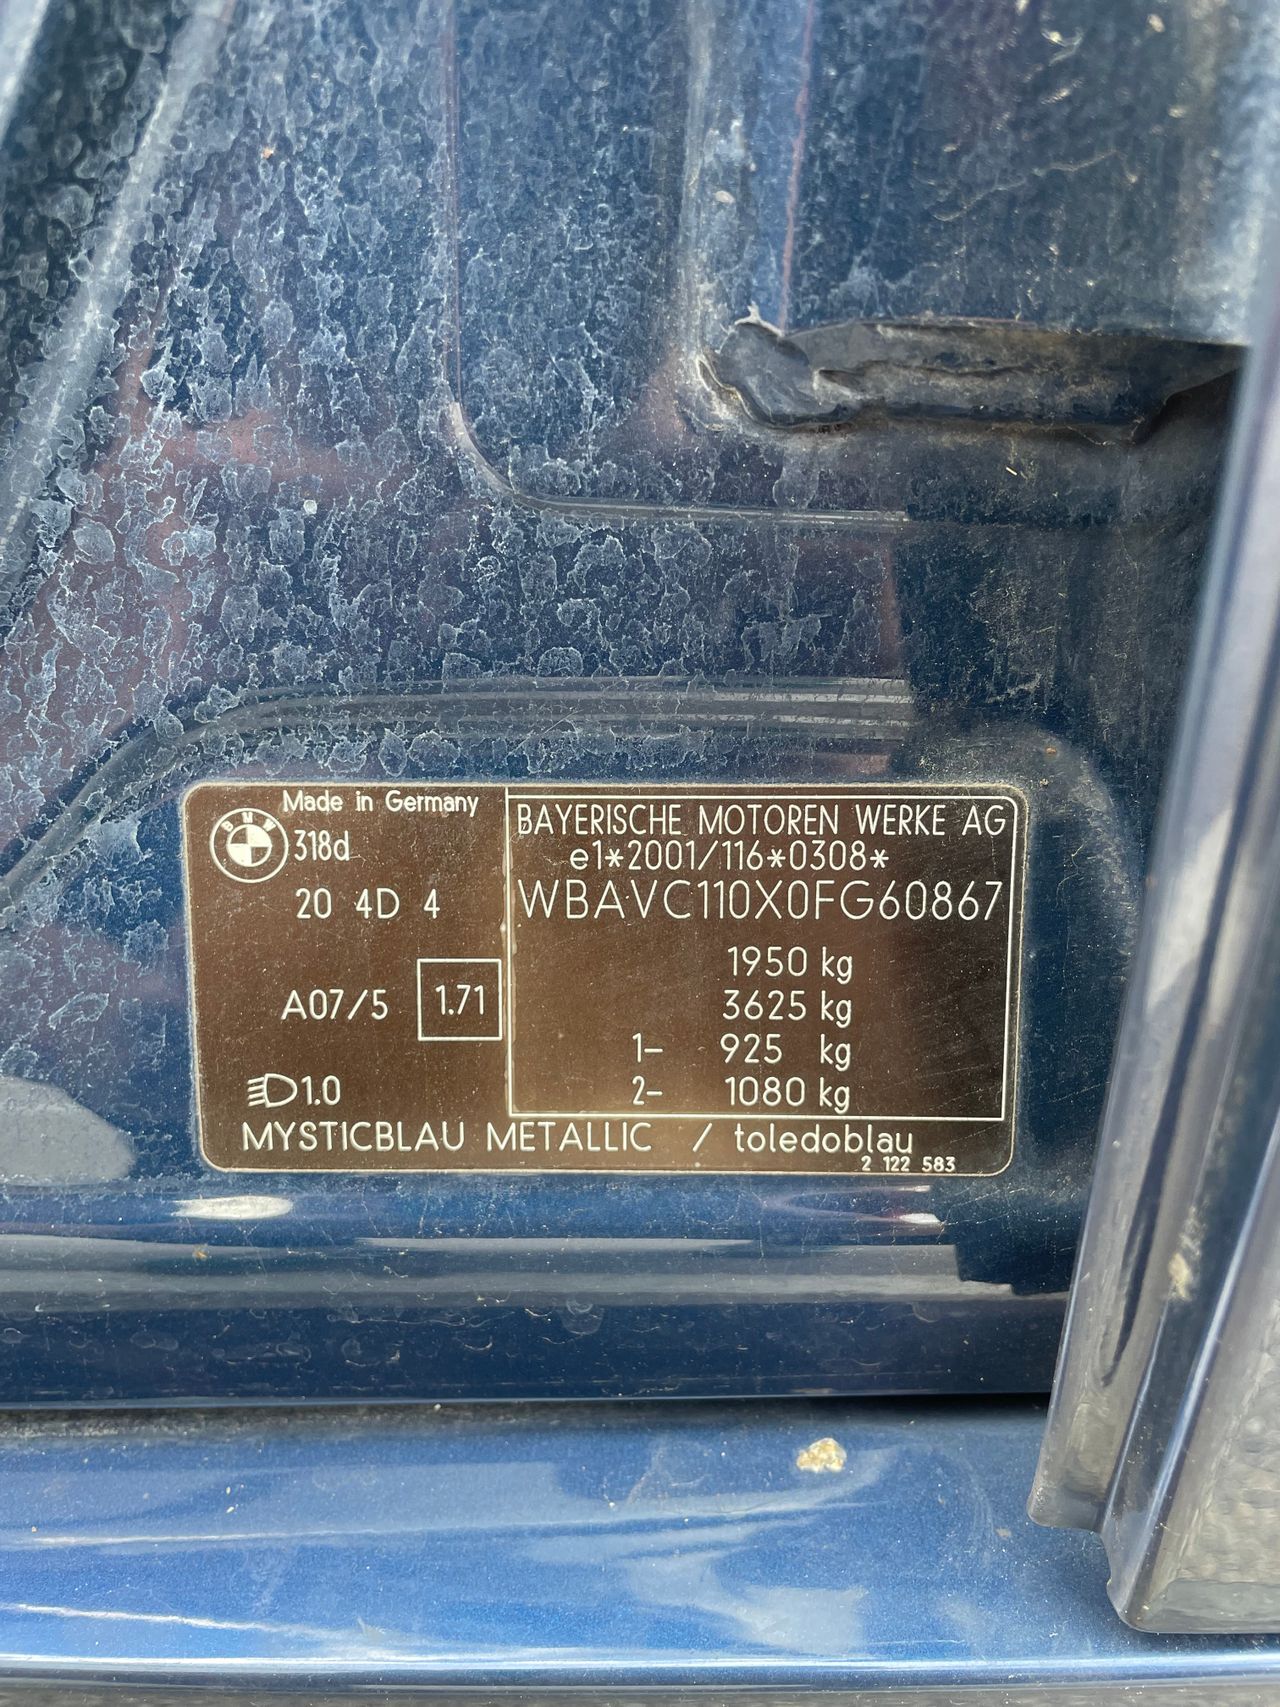 Made in Germany
BMW
318d
20 4D 4
A07/5 1.71
1.0
BAYERISCHE MOTOREN WERKE AG
e1*2001/116*0308*
WBAVC110X0FG60867
1950 kg
3625 kg
1- 925 kg
2- 1080 kg
MYSTICBLAU METALLIC / toledoblau
2 122 583